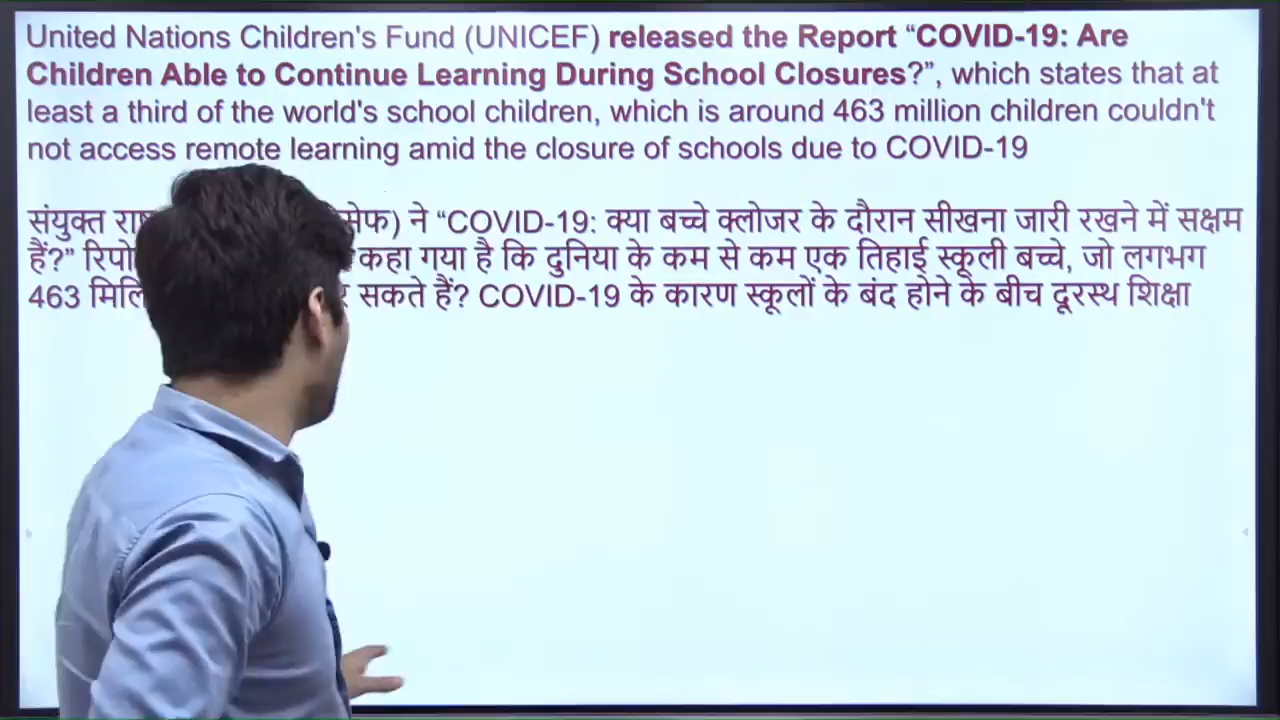 United Nations Children's Fund (UNICEF) released the Report “COVID-19: Are
Children Able to Continue Learning During School Closures?”, which states that at
least a third of the world's school children, which is around 463 million children couldn't
not access remote learning amid the closure of schools due to COVID-19
संयुक्त ने “COVID-19: क्या बच्चे क्लोजर के दौरान सीखना जारी रखने में सक्षम
हैं?” कहा गया है कि दुनिया के कम से कम एक तिहाई स्कूली बच्चे, जो लगभग
463 सकते हैं? COVID-19 के कारण स्कूलों के बंद होने के बीच दूरस्थ शिक्षा